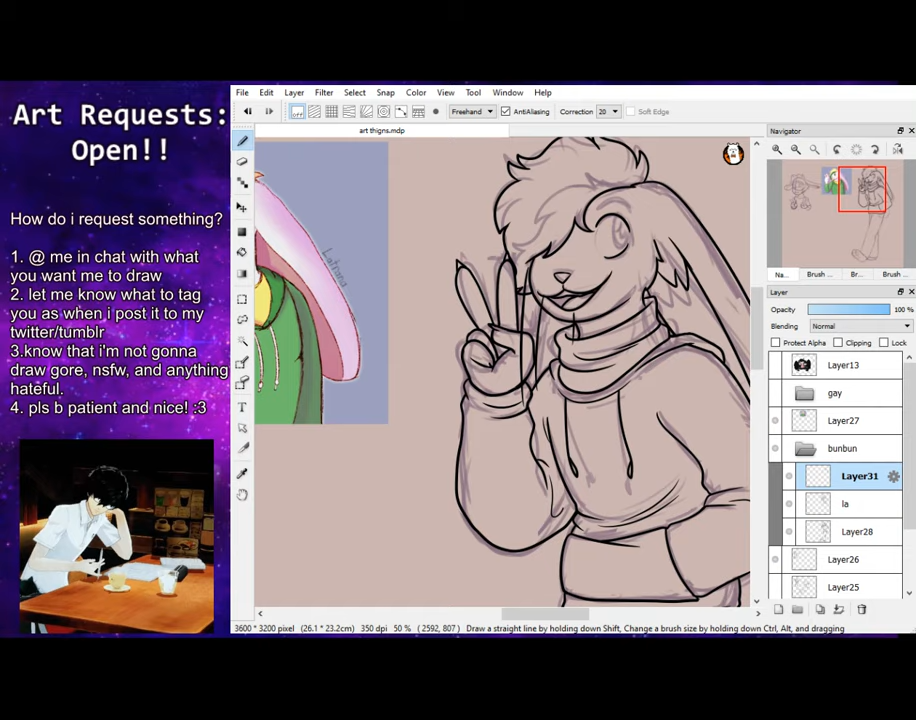 Art Requests:
Open!!
How do i request something?
1. @ me in chat with what
you want me to draw
2. let me know what to tag
you as when i post it to my
twitter/tumblr
3.know that i'm not gonna
draw gore, nsfw, and anything
hateful.
4. pls b patient and nice! :3
File Edit Layer Filter Select Snap Color View Tool Window Help
off Freehand AntiAliasing Correction 20 Soft Edge
art thigns.mdp
Latrana
Navigator
Na... Brush ... Br... Brush ...
Layer
Opacity 100 %
Blending Normal
Protect Alpha Clipping Lock
Layer13
gay
Layer27
bunbun
Layer31
la
Layer28
Layer26
Layer25
3600 * 3200 pixel (26.1 * 23.2cm) 350 dpi 50 % ( 2592, 807 ) Draw a straight line by holding down Shift, Change a brush size by holding down Ctrl, Alt, and dragging